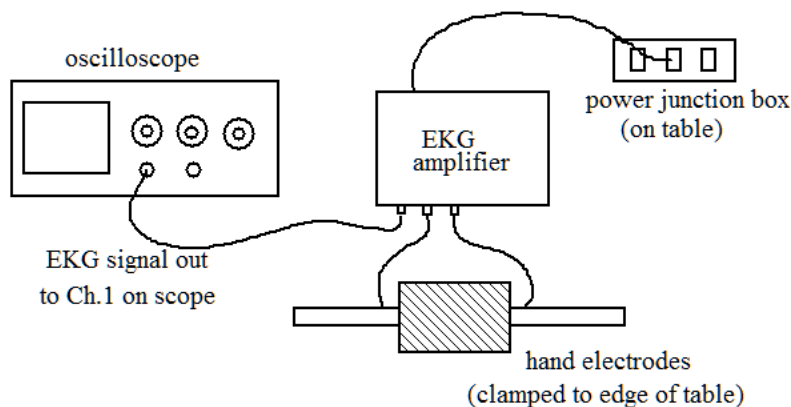 oscilloscope
power junction box
(on table)
EKG
amplifier
EKG signal out
to Ch.1 on scope
hand electrodes
(clamped to edge of table)